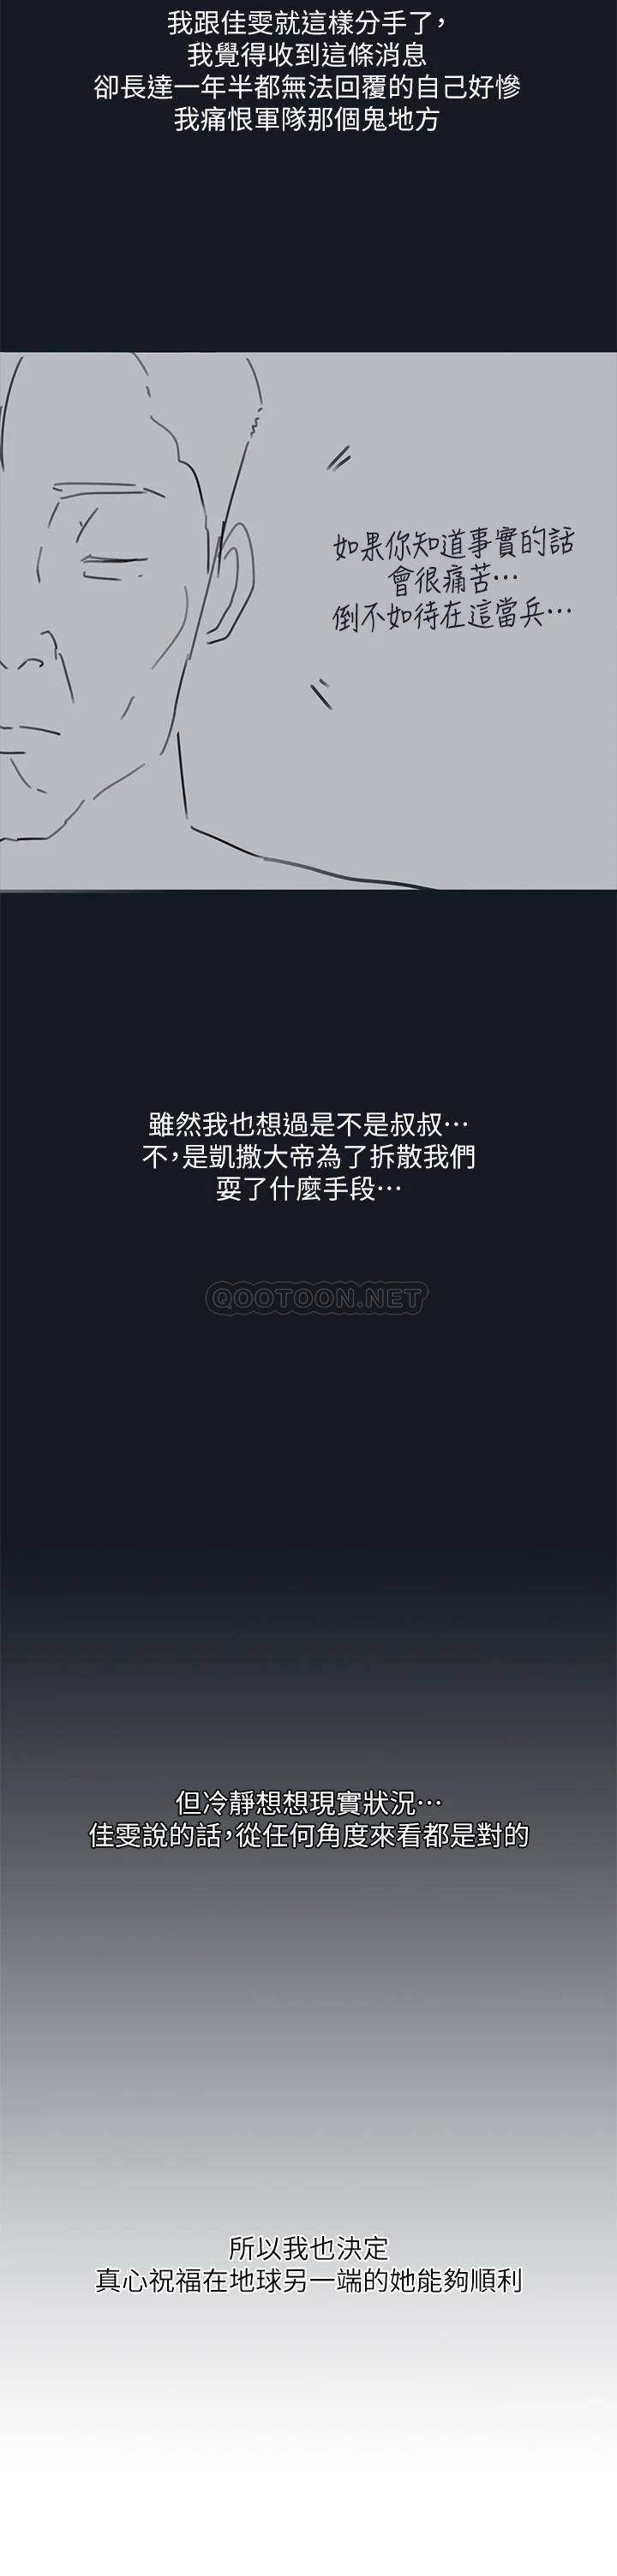 我跟佳雯就這樣分手了,
我覺得收到這條消息
卻長達一年半都無法回覆的自己好慘
我痛恨軍隊那個鬼地方
如果你知道事實的話
會很痛苦…
倒不如待在這當兵…
雖然我也想過是不是叔叔…
不,是凱撒大帝為了拆散我們
耍了什麼手段…
QOOTOON.NET
但冷靜想想現實狀況…
佳雯說的話,從任何角度來看都是對的
所以我也決定
真心祝福在地球另一端的她能夠順利